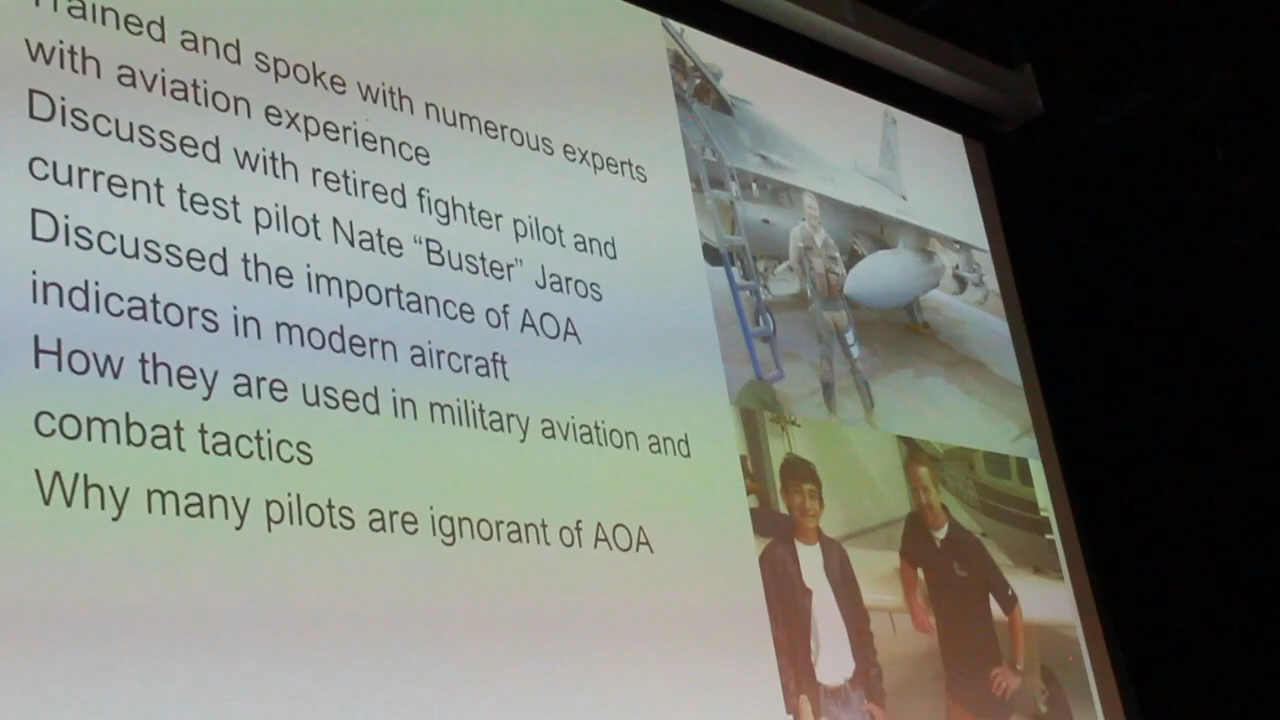 Trained and spoke with numerous experts
with aviation experience
Discussed with retired fighter pilot and
current test pilot Nate “Buster” Jaros
Discussed the importance of AOA
indicators in modern aircraft
How they are used in military aviation and
combat tactics
Why many pilots are ignorant of AOA